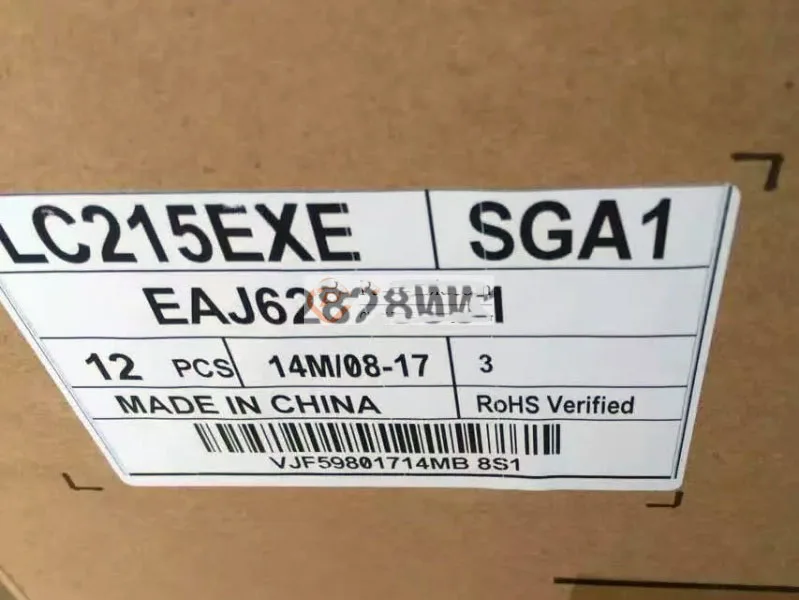 LC215EXE SGA1
12 PCS 14M/08-17 3
MADE IN CHINA RoHS Verified
VJF59801714MB 8S1